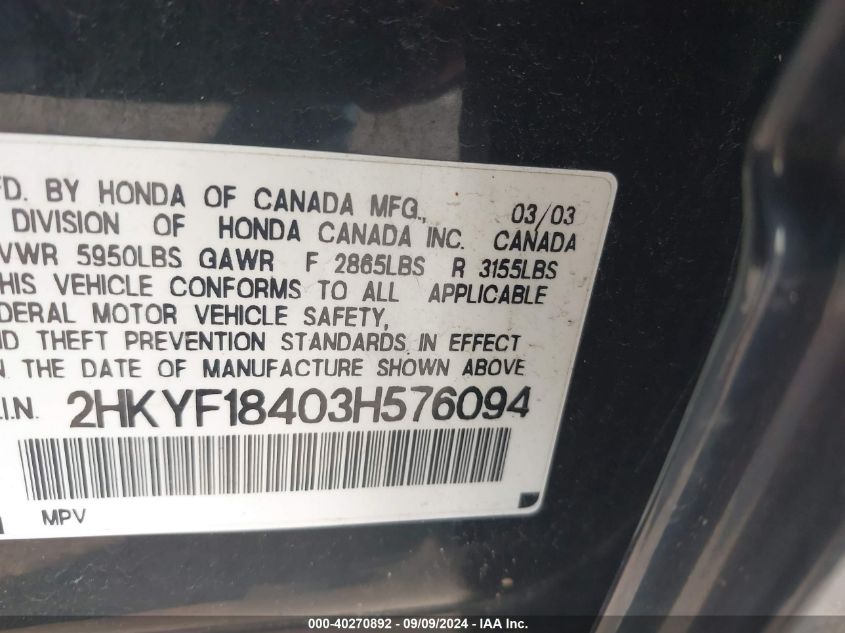 FD. BY HONDA OF CANADA MFG., 03/03
DIVISION OF HONDA CANADA INC. CANADA
VWR 5950LBS GAWR F 2865LBS R 3155LBS
HIS VEHICLE CONFORMS TO ALL APPLICABLE
DERAL MOTOR VEHICLE SAFETY,
ND THEFT PREVENTION STANDARDS IN EFFECT
N THE DATE OF MANUFACTURE SHOWN ABOVE
.I.N. 2HKYF18403H576094
MPV
000-40270892 - 09/09/2024 - IAA Inc.